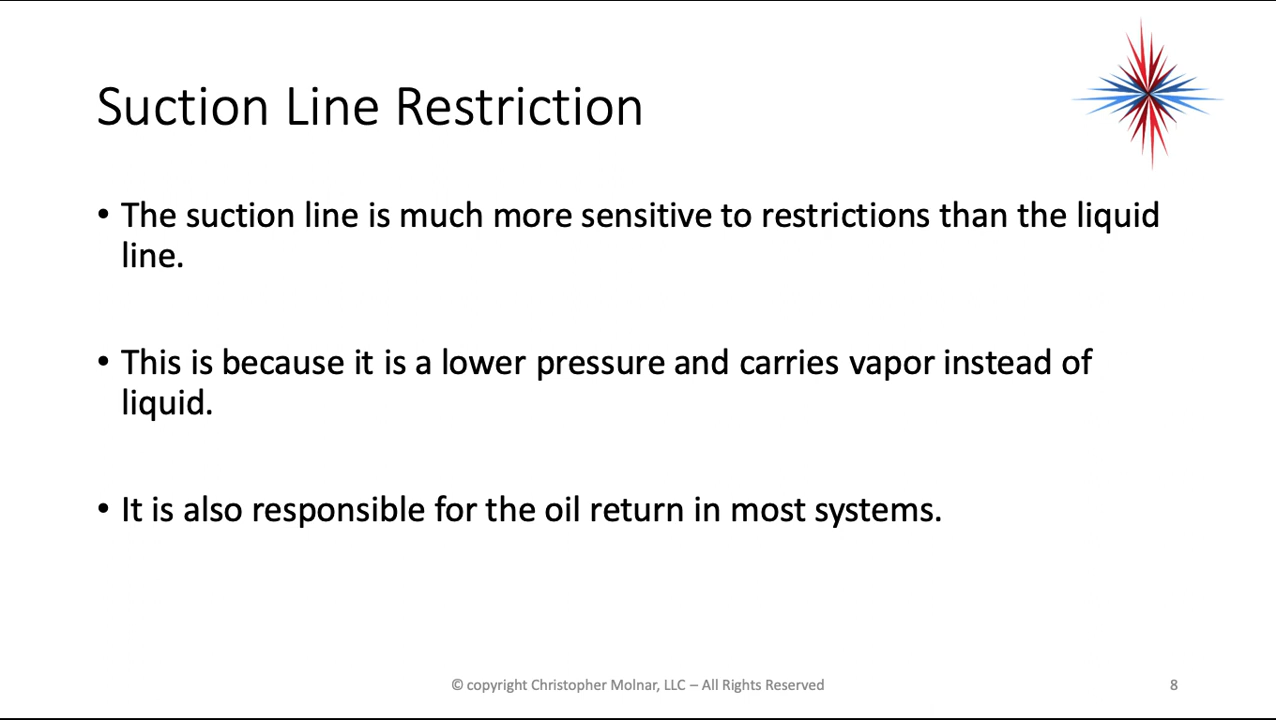 Suction Line Restriction
• The suction line is much more sensitive to restrictions than the liquid
line.
• This is because it is a lower pressure and carries vapor instead of
liquid.
• It is also responsible for the oil return in most systems.
© copyright Christopher Molnar, LLC – All Rights Reserved
8